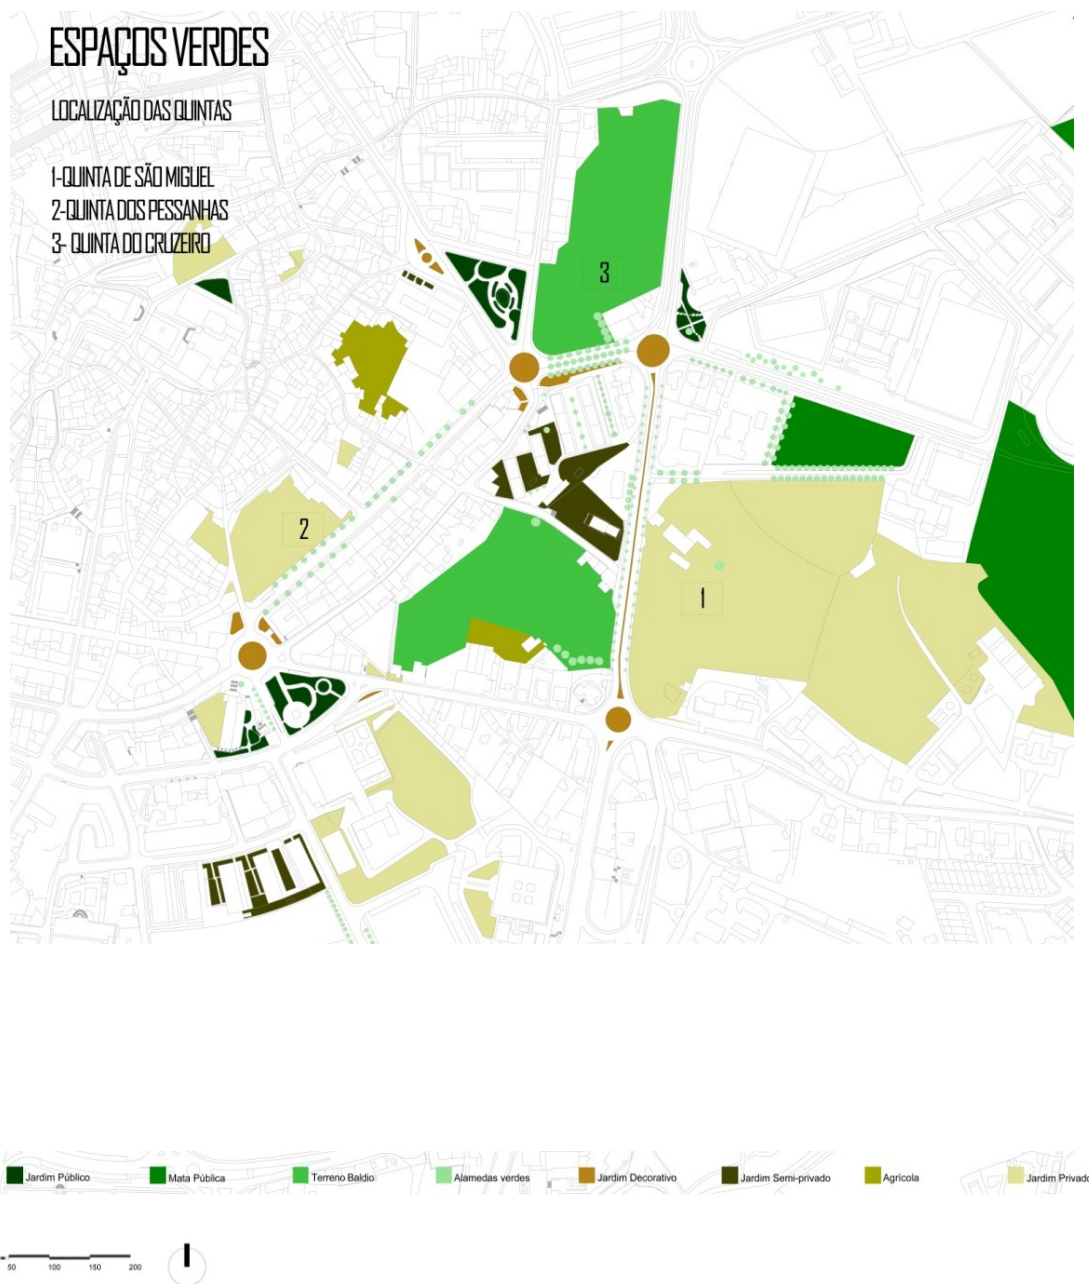 ESPAÇOS VERDES
LOCALIZAÇÃO DAS QUINTAS
1-QUINTA DE SÃO MIGUEL
2-QUINTA DOS PESSANHAS
3- QUINTA DO CRUZEIRO
3
2
1
Jardim Público
Mata Pública
Terreno Baldio
Alamedas verdes
Jardim Decorativo
Jardim Semi-privado
Agrícola
Jardim Privado
50 100 150 200